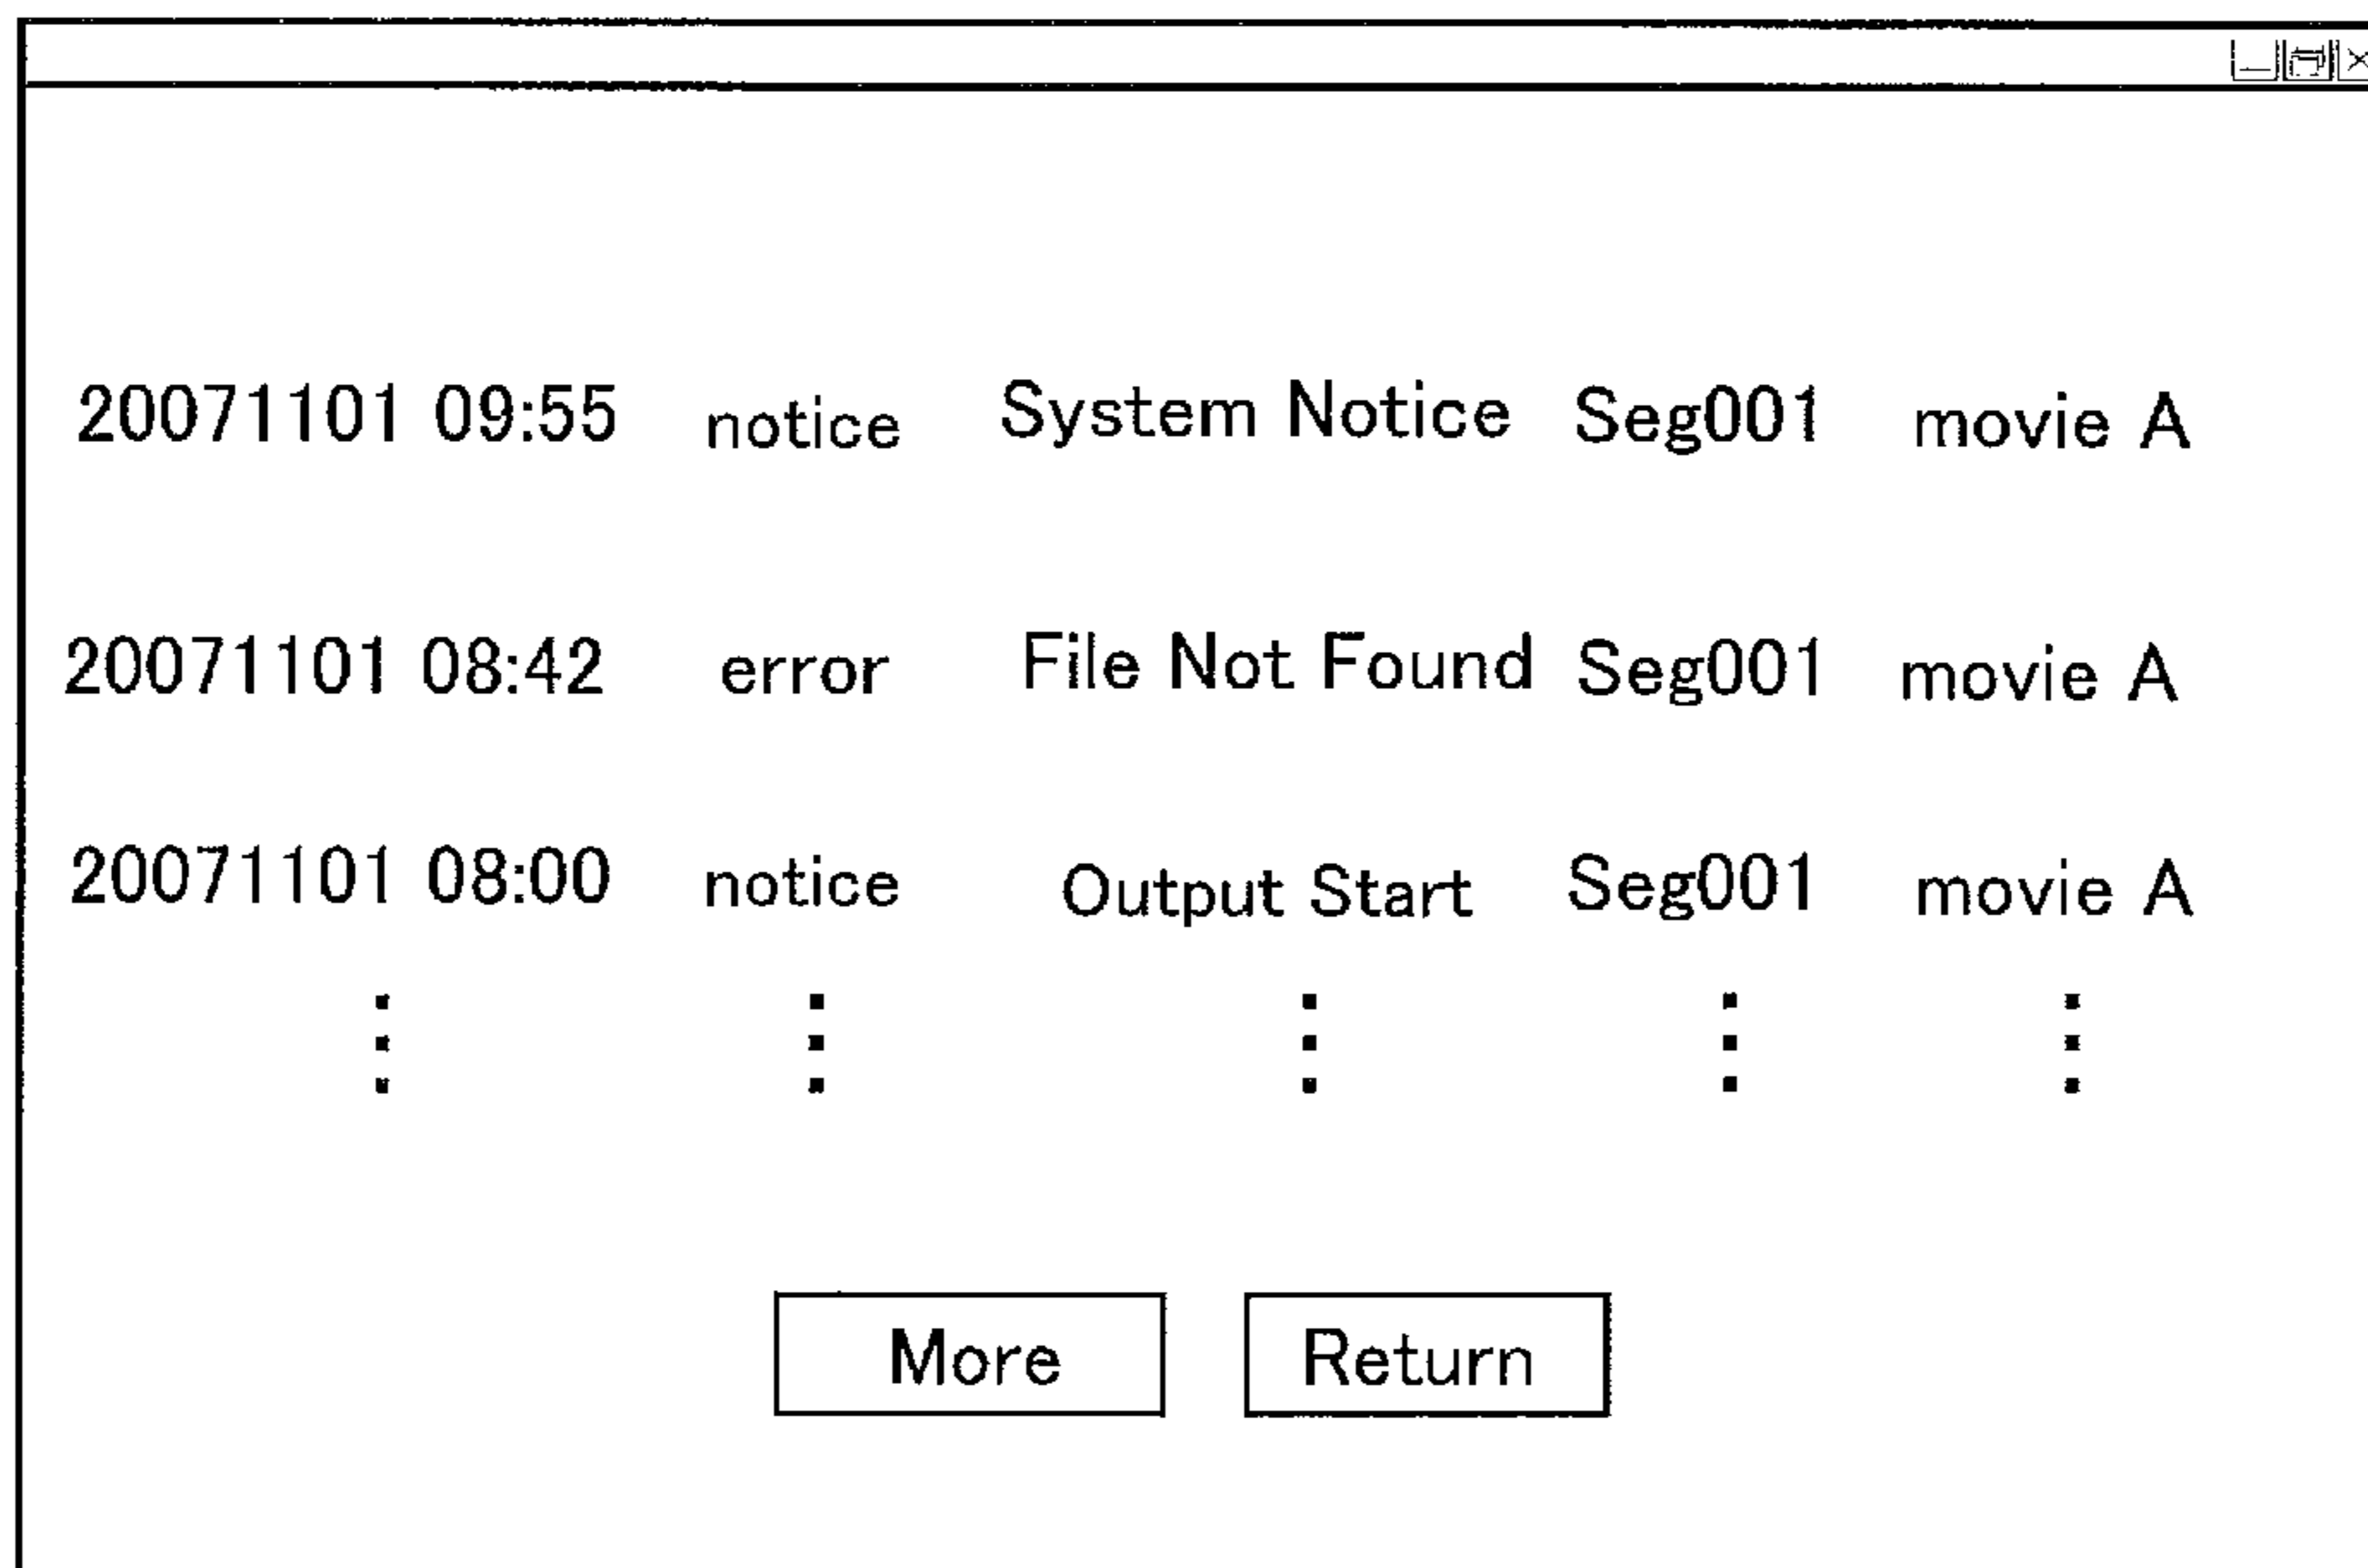 20071101 09:55 notice System Notice Seg001 movie A
20071101 08:42 error File Not Found Seg001 movie A
20071101 08:00 notice Output Start Seg001 movie A
More Return